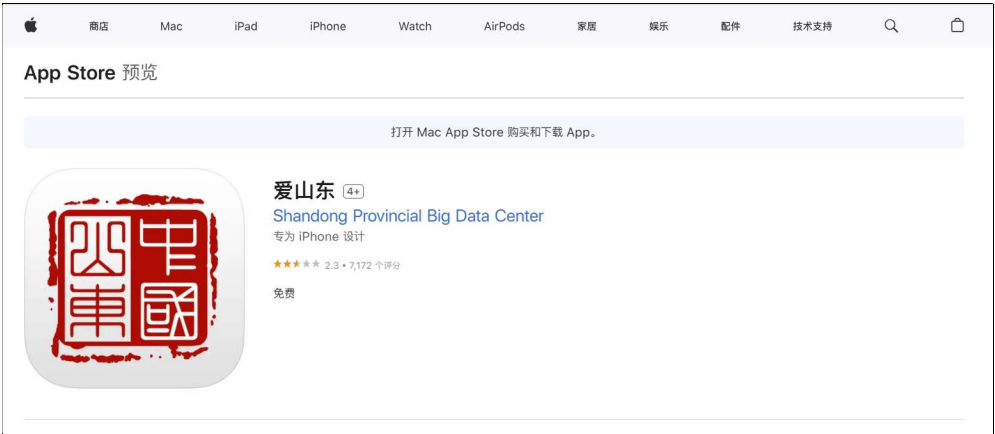 商店 Mac iPad iPhone Watch AirPods 家居 娱乐 配件 技术支持
App Store 预览
打开 Mac App Store 购买和下载 App。
爱山东 4+
Shandong Provincial Big Data Center
专为 iPhone 设计
2.3 • 7,172 个评分
免费
山東中國